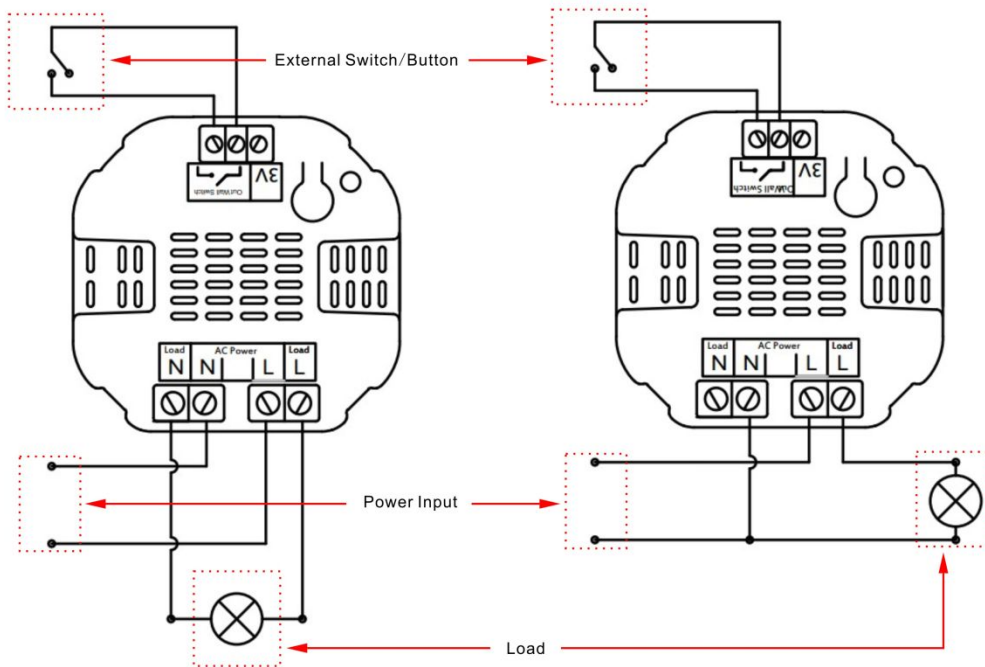 External Switch/Button
Out Wall Switch
3V
Wall Switch
3V
Load AC Power Load
N N L L
Load AC Power Load
N N L L
Power Input
Load